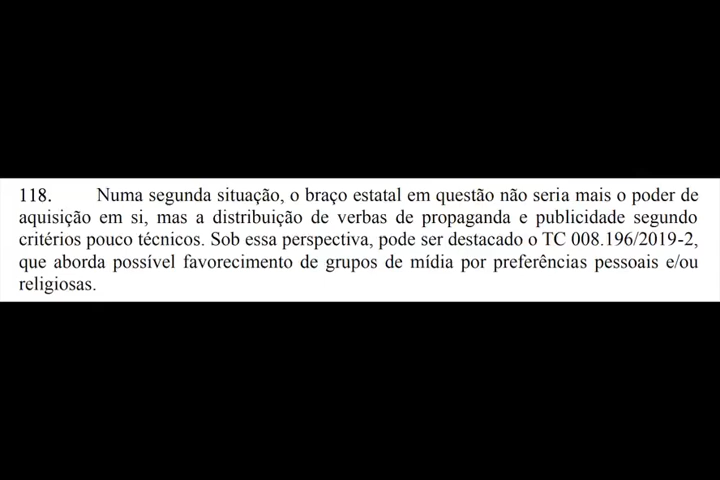 118. Numa segunda situação, o braço estatal em questão não seria mais o poder de
aquisição em si, mas a distribuição de verbas de propaganda e publicidade segundo
critérios pouco técnicos. Sob essa perspectiva, pode ser destacado o TC 008.196/2019-2,
que aborda possível favorecimento de grupos de mídia por preferências pessoais e/ou
religiosas.